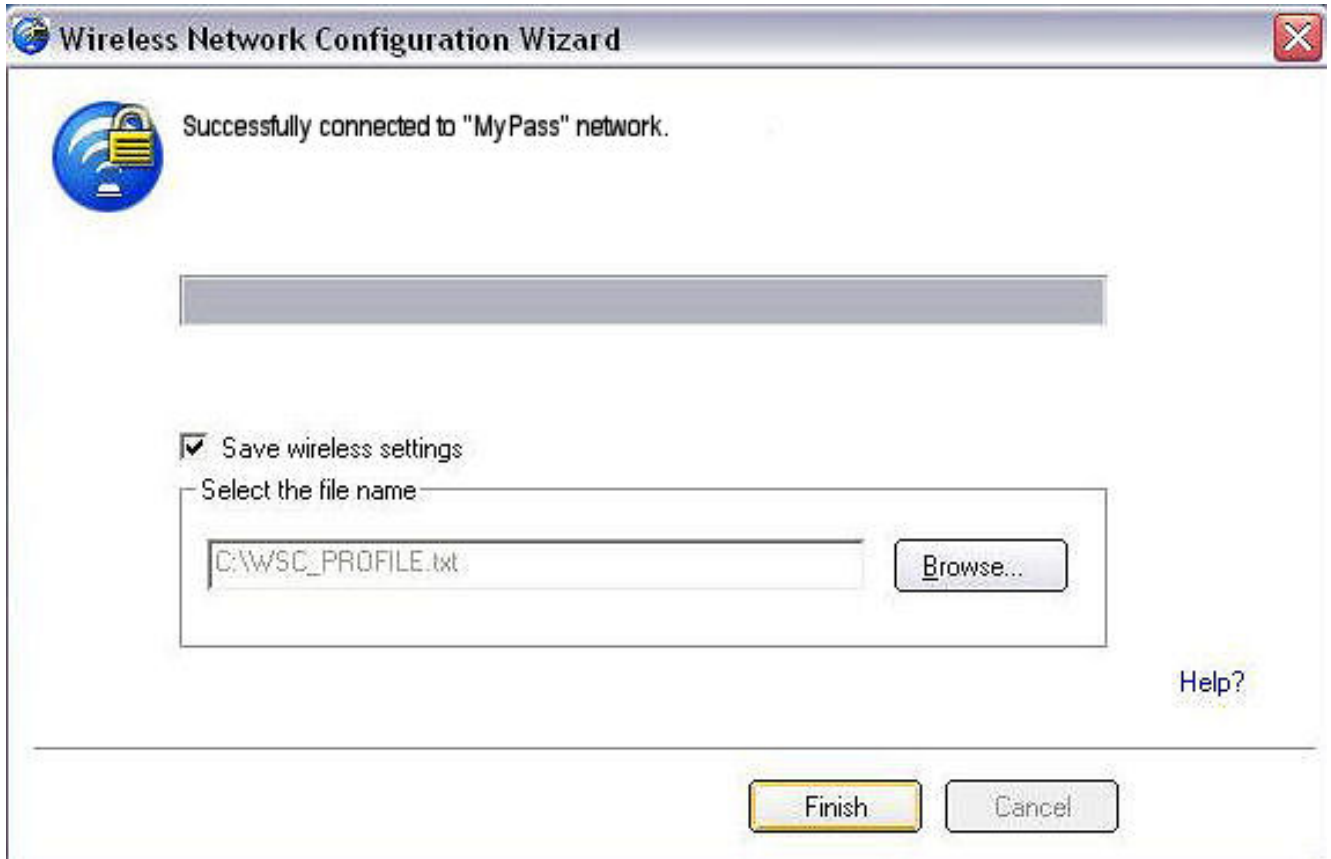 Wireless Network Configuration Wizard
Successfully connected to "MyPass" network.
Save wireless settings
Select the file name
C:\WSC_PROFILE.txt
Browse...
Help?
Finish
Cancel